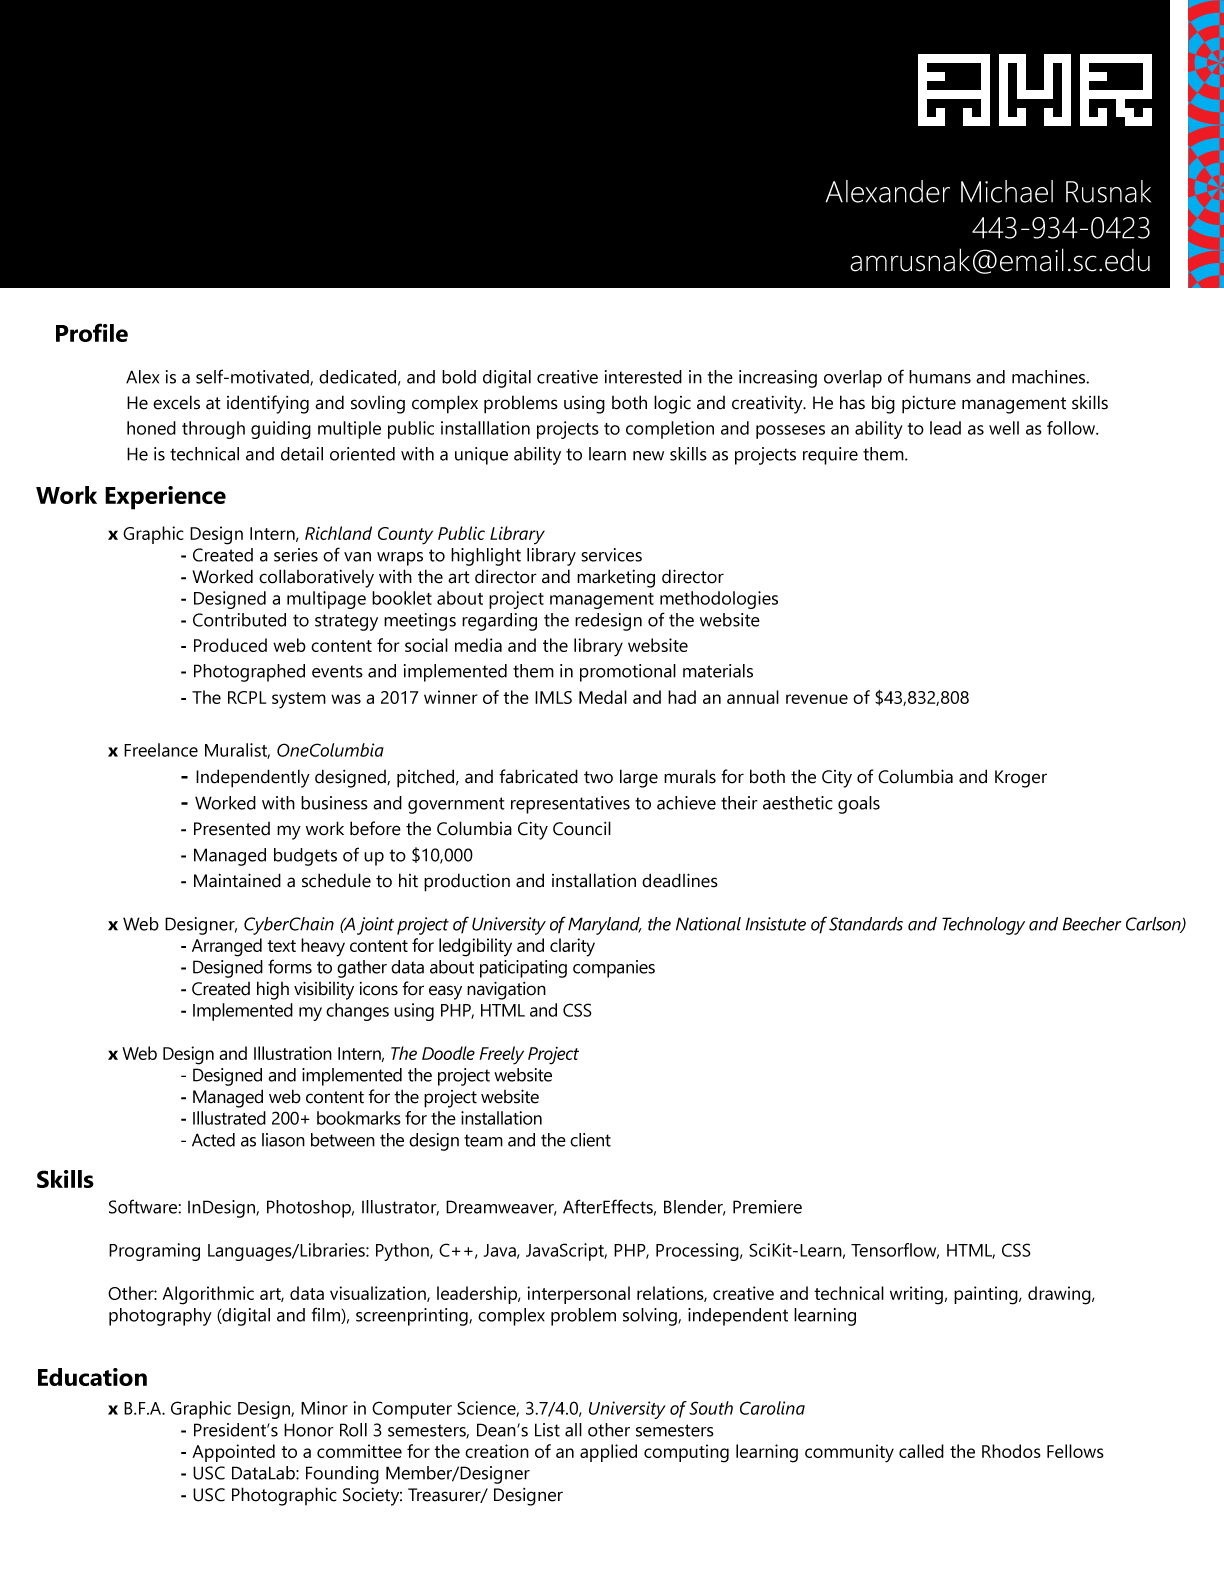 AMR
Alexander Michael Rusnak
443-934-0423
amrusnak@email.sc.edu
Profile
Alex is a self-motivated, dedicated, and bold digital creative interested in the increasing overlap of humans and machines.
He excels at identifying and sovling complex problems using both logic and creativity. He has big picture management skills
honed through guiding multiple public installlation projects to completion and posseses an ability to lead as well as follow.
He is technical and detail oriented with a unique ability to learn new skills as projects require them.
Work Experience
x Graphic Design Intern, Richland County Public Library
- Created a series of van wraps to highlight library services
- Worked collaboratively with the art director and marketing director
- Designed a multipage booklet about project management methodologies
- Contributed to strategy meetings regarding the redesign of the website
- Produced web content for social media and the library website
- Photographed events and implemented them in promotional materials
- The RCPL system was a 2017 winner of the IMLS Medal and had an annual revenue of $43,832,808
x Freelance Muralist, OneColumbia
- Independently designed, pitched, and fabricated two large murals for both the City of Columbia and Kroger
- Worked with business and government representatives to achieve their aesthetic goals
- Presented my work before the Columbia City Council
- Managed budgets of up to $10,000
- Maintained a schedule to hit production and installation deadlines
x Web Designer, CyberChain (A joint project of University of Maryland, the National Insistute of Standards and Technology and Beecher Carlson)
- Arranged text heavy content for ledgibility and clarity
- Designed forms to gather data about paticipating companies
- Created high visibility icons for easy navigation
- Implemented my changes using PHP, HTML and CSS
x Web Design and Illustration Intern, The Doodle Freely Project
- Designed and implemented the project website
- Managed web content for the project website
- Illustrated 200+ bookmarks for the installation
- Acted as liason between the design team and the client
Skills
Software: InDesign, Photoshop, Illustrator, Dreamweaver, AfterEffects, Blender, Premiere
Programing Languages/Libraries: Python, C++, Java, JavaScript, PHP, Processing, SciKit-Learn, Tensorflow, HTML, CSS
Other: Algorithmic art, data visualization, leadership, interpersonal relations, creative and technical writing, painting, drawing,
photography (digital and film), screenprinting, complex problem solving, independent learning
Education
x B.F.A. Graphic Design, Minor in Computer Science, 3.7/4.0, University of South Carolina
- President's Honor Roll 3 semesters, Dean's List all other semesters
- Appointed to a committee for the creation of an applied computing learning community called the Rhodos Fellows
- USC DataLab: Founding Member/Designer
- USC Photographic Society: Treasurer/ Designer